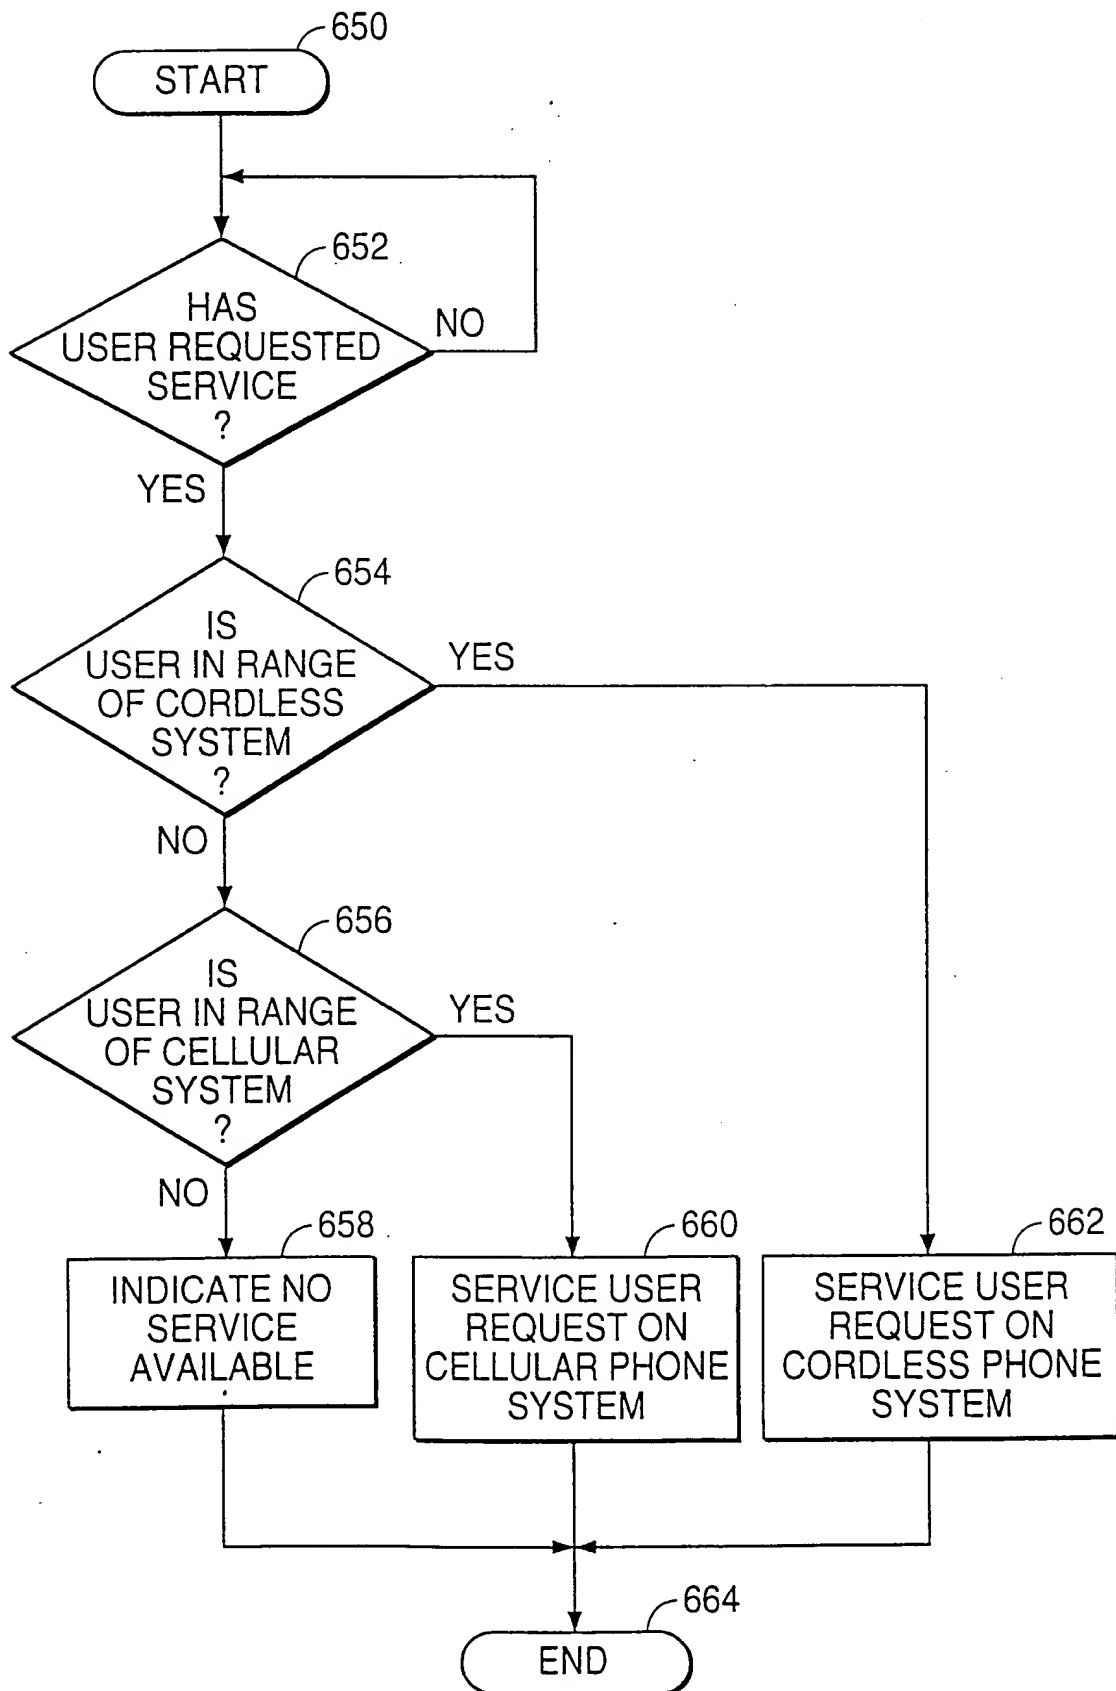 650
START
652
HAS
USER REQUESTED
SERVICE
?
NO
YES
654
IS
USER IN RANGE
OF CORDLESS
SYSTEM
?
YES
NO
656
IS
USER IN RANGE
OF CELLULAR
SYSTEM
?
YES
NO
658
INDICATE NO
SERVICE
AVAILABLE
660
SERVICE USER
REQUEST ON
CELLULAR PHONE
SYSTEM
662
SERVICE USER
REQUEST ON
CORDLESS PHONE
SYSTEM
664
END